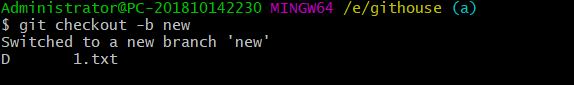 Administrator@PC-201810142230 MINGW64 /e/githouse (a)
$ git checkout -b new
Switched to a new branch 'new'
D       1.txt